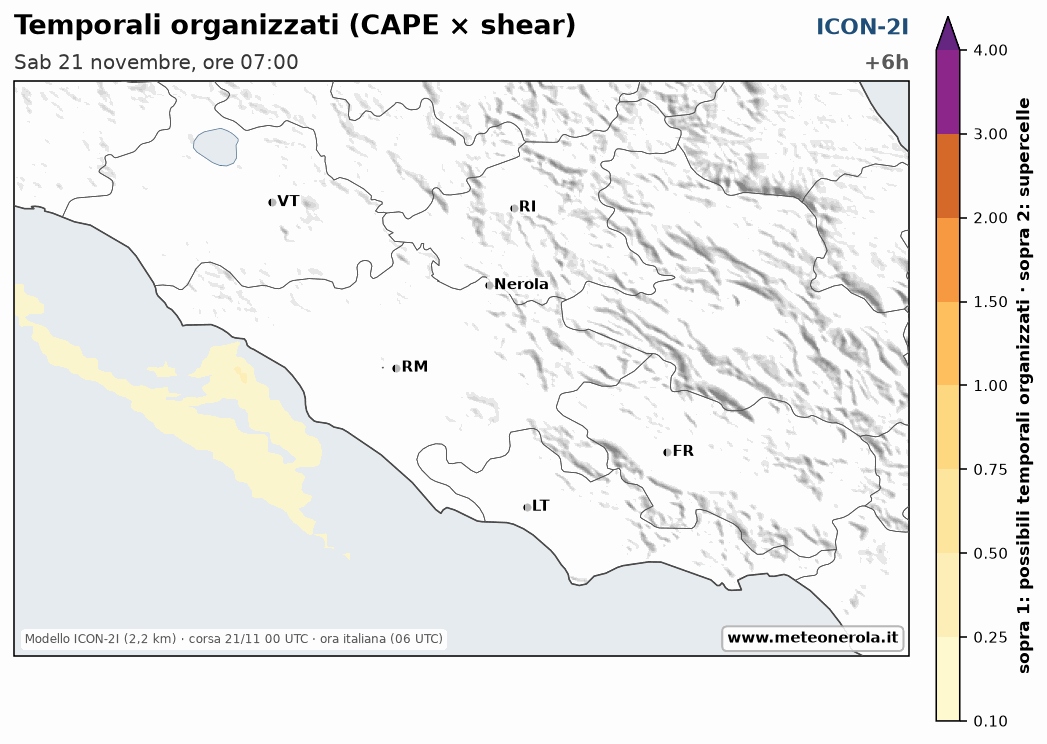 Temporali organizzati (CAPE × shear)
ICON-2I
Sab 21 novembre, ore 07:00
+6h
VT
RI
Nerola
RM
FR
LT
Modello ICON-2I (2,2 km) · corsa 21/11 00 UTC · ora italiana (06 UTC)
www.meteonerola.it
4.00
3.00
2.00
1.50
1.00
0.75
0.50
0.25
0.10
sopra 1: possibili temporali organizzati · sopra 2: supercelle